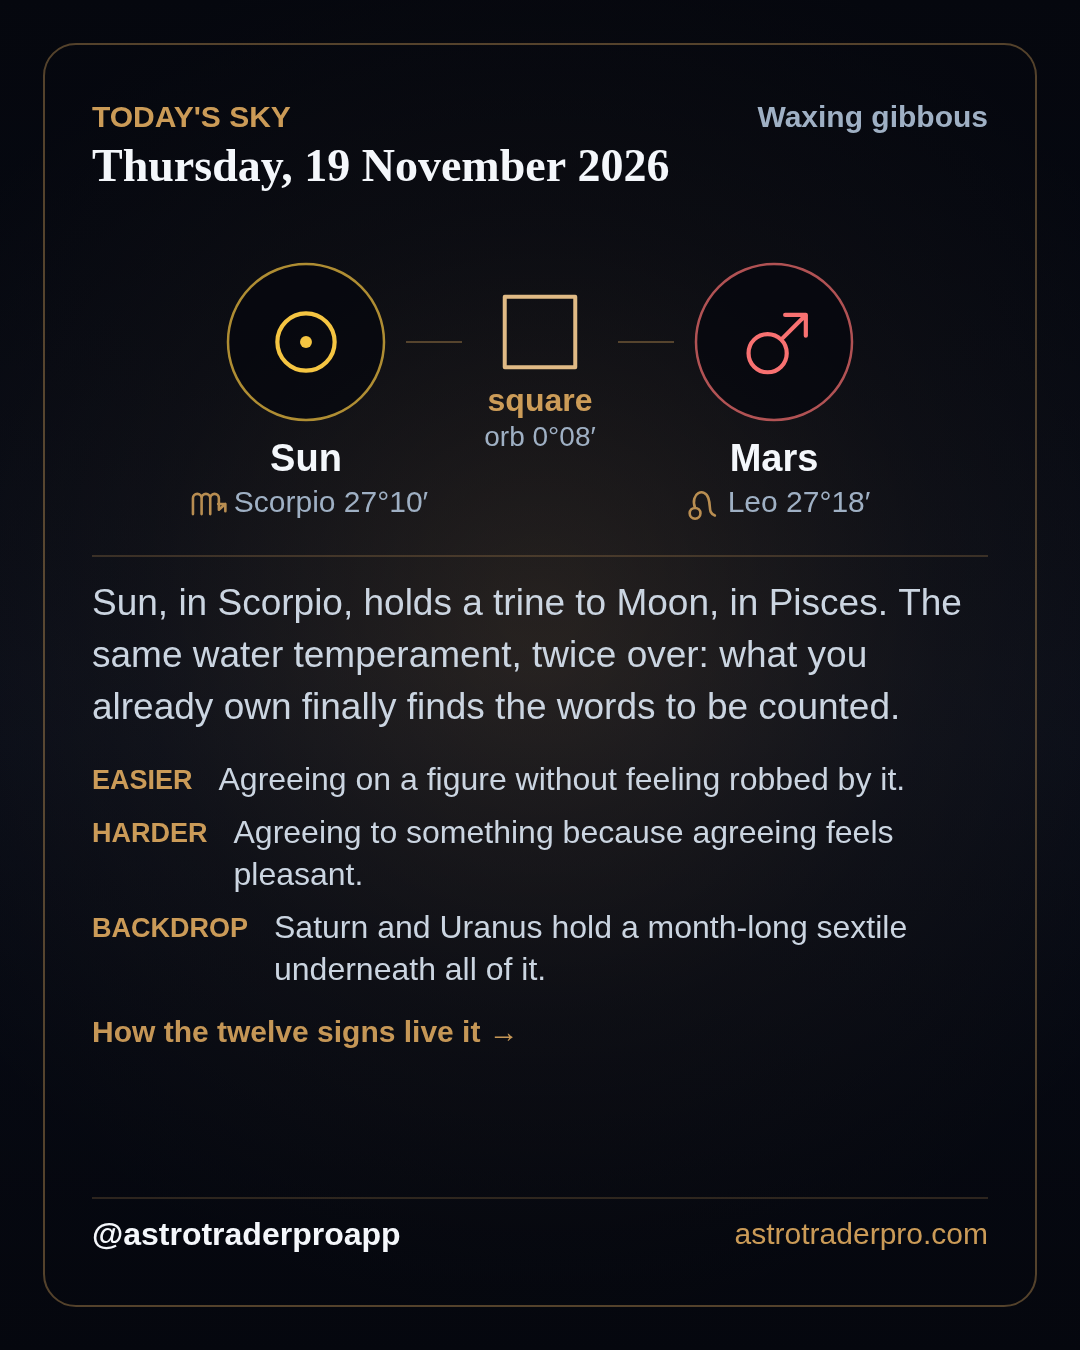 TODAY'S SKY
Waxing gibbous
Thursday, 19 November 2026
square
orb 0°08′
Sun
Mars
Scorpio 27°10′
Leo 27°18′
Sun, in Scorpio, holds a trine to Moon, in Pisces. The
same water temperament, twice over: what you
already own finally finds the words to be counted.
EASIER Agreeing on a figure without feeling robbed by it.
HARDER Agreeing to something because agreeing feels
pleasant.
BACKDROP Saturn and Uranus hold a month-long sextile
underneath all of it.
How the twelve signs live it →
@astrotraderproapp
astrotraderpro.com